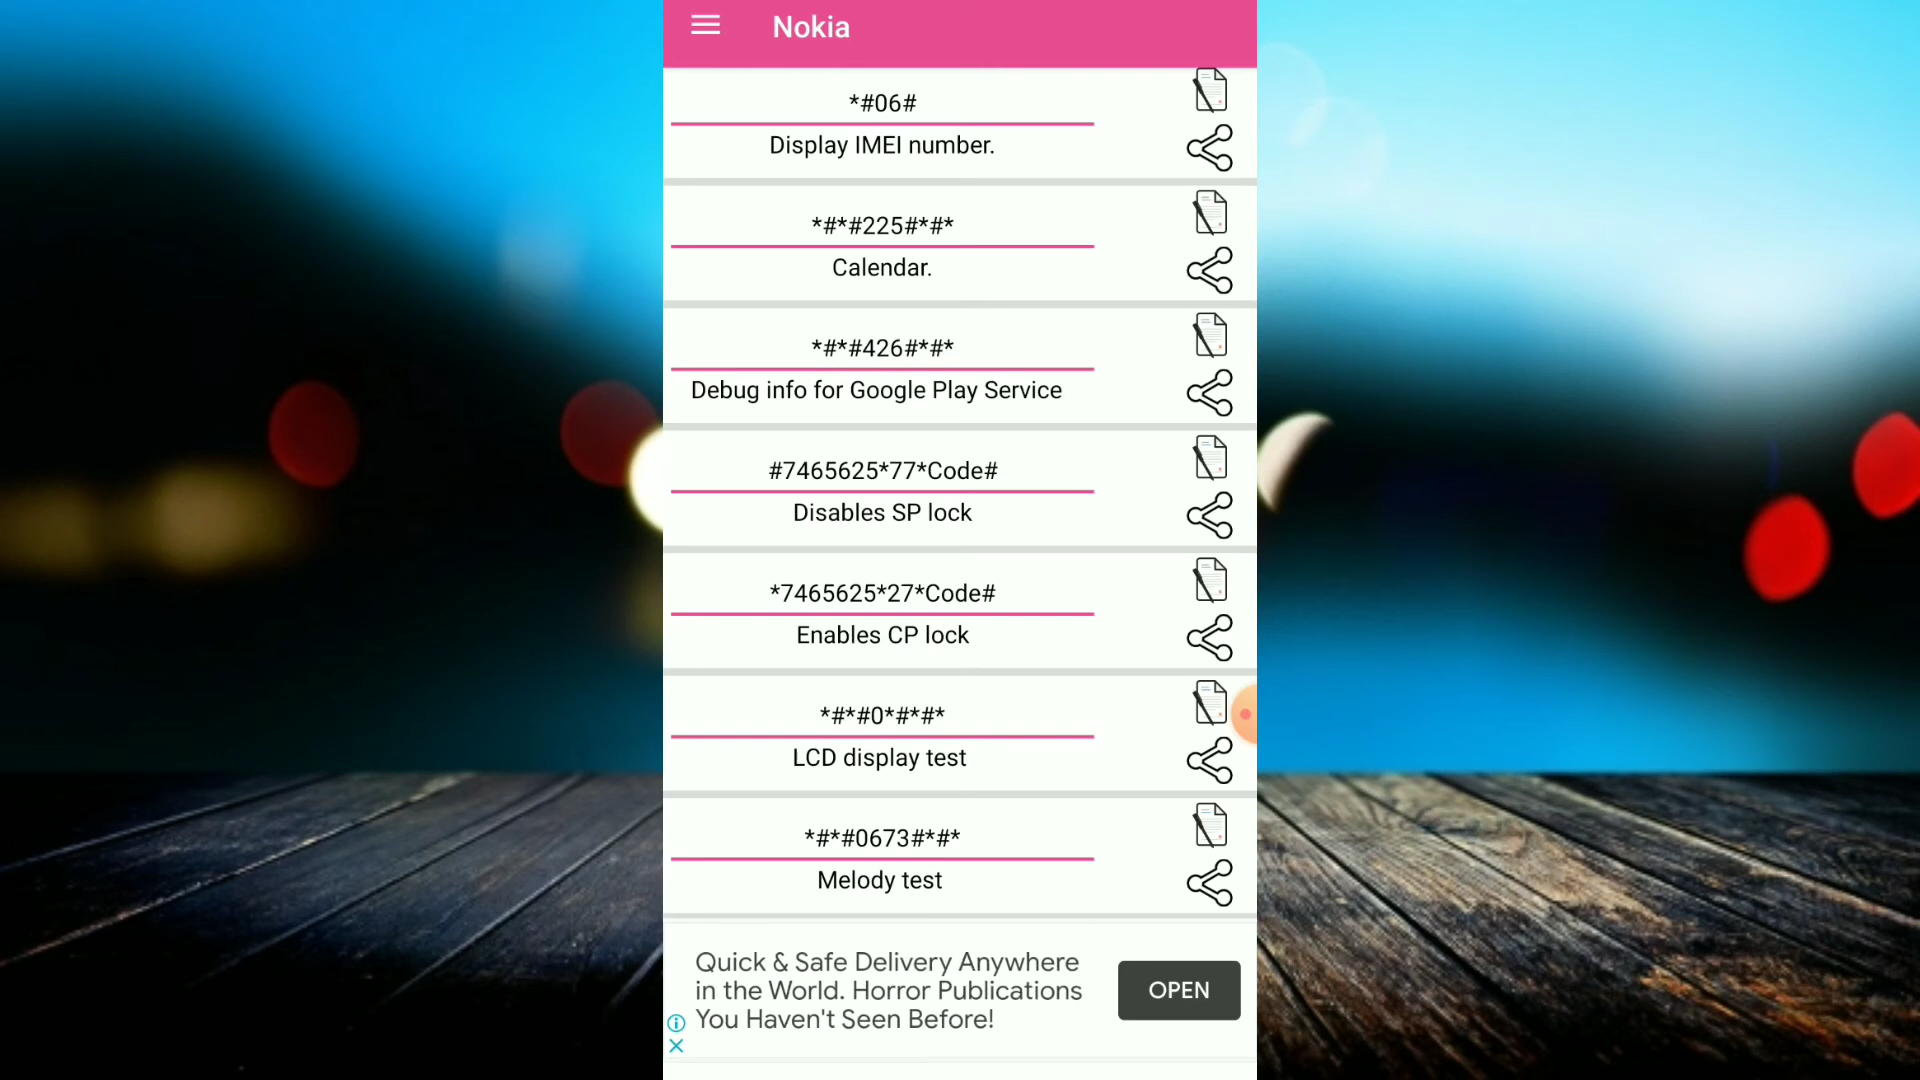 Nokia
*#06#
Display IMEI number.
*#*#225#*#*
Calendar.
*#*#426#*#*
Debug info for Google Play Service
#7465625*77*Code#
Disables SP lock
*7465625*27*Code#
Enables CP lock
*#*#0*#*#*
LCD display test
*#*#0673#*#*
Melody test
Quick & Safe Delivery Anywhere
in the World. Horror Publications
You Haven't Seen Before!
OPEN